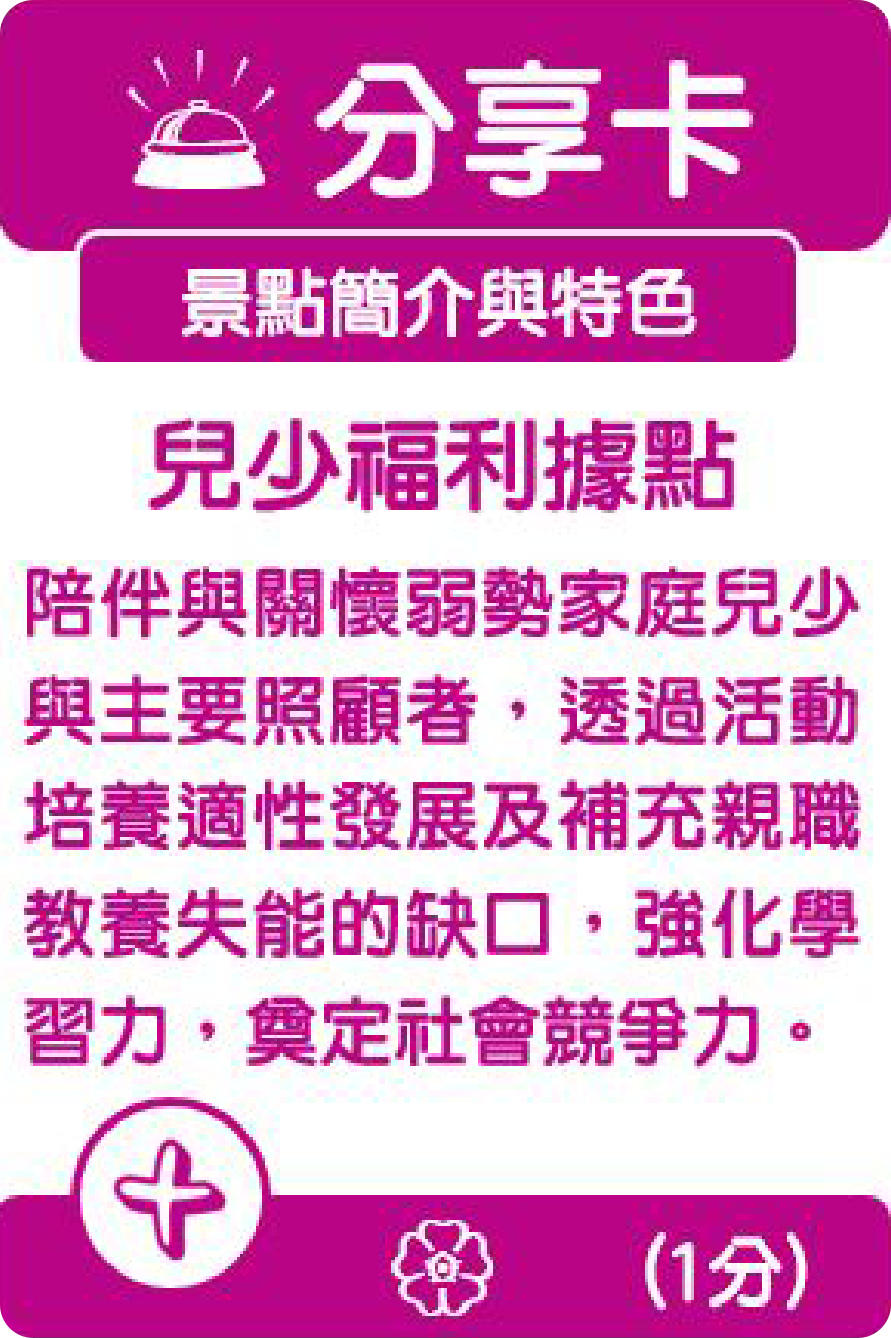 分享卡
景點簡介與特色
兒少福利據點
陪伴與關懷弱勢家庭兒少
與主要照顧者，透過活動
培養適性發展及補充親職
教養失能的缺口，強化學
習力，奠定社會競爭力。
(1分)